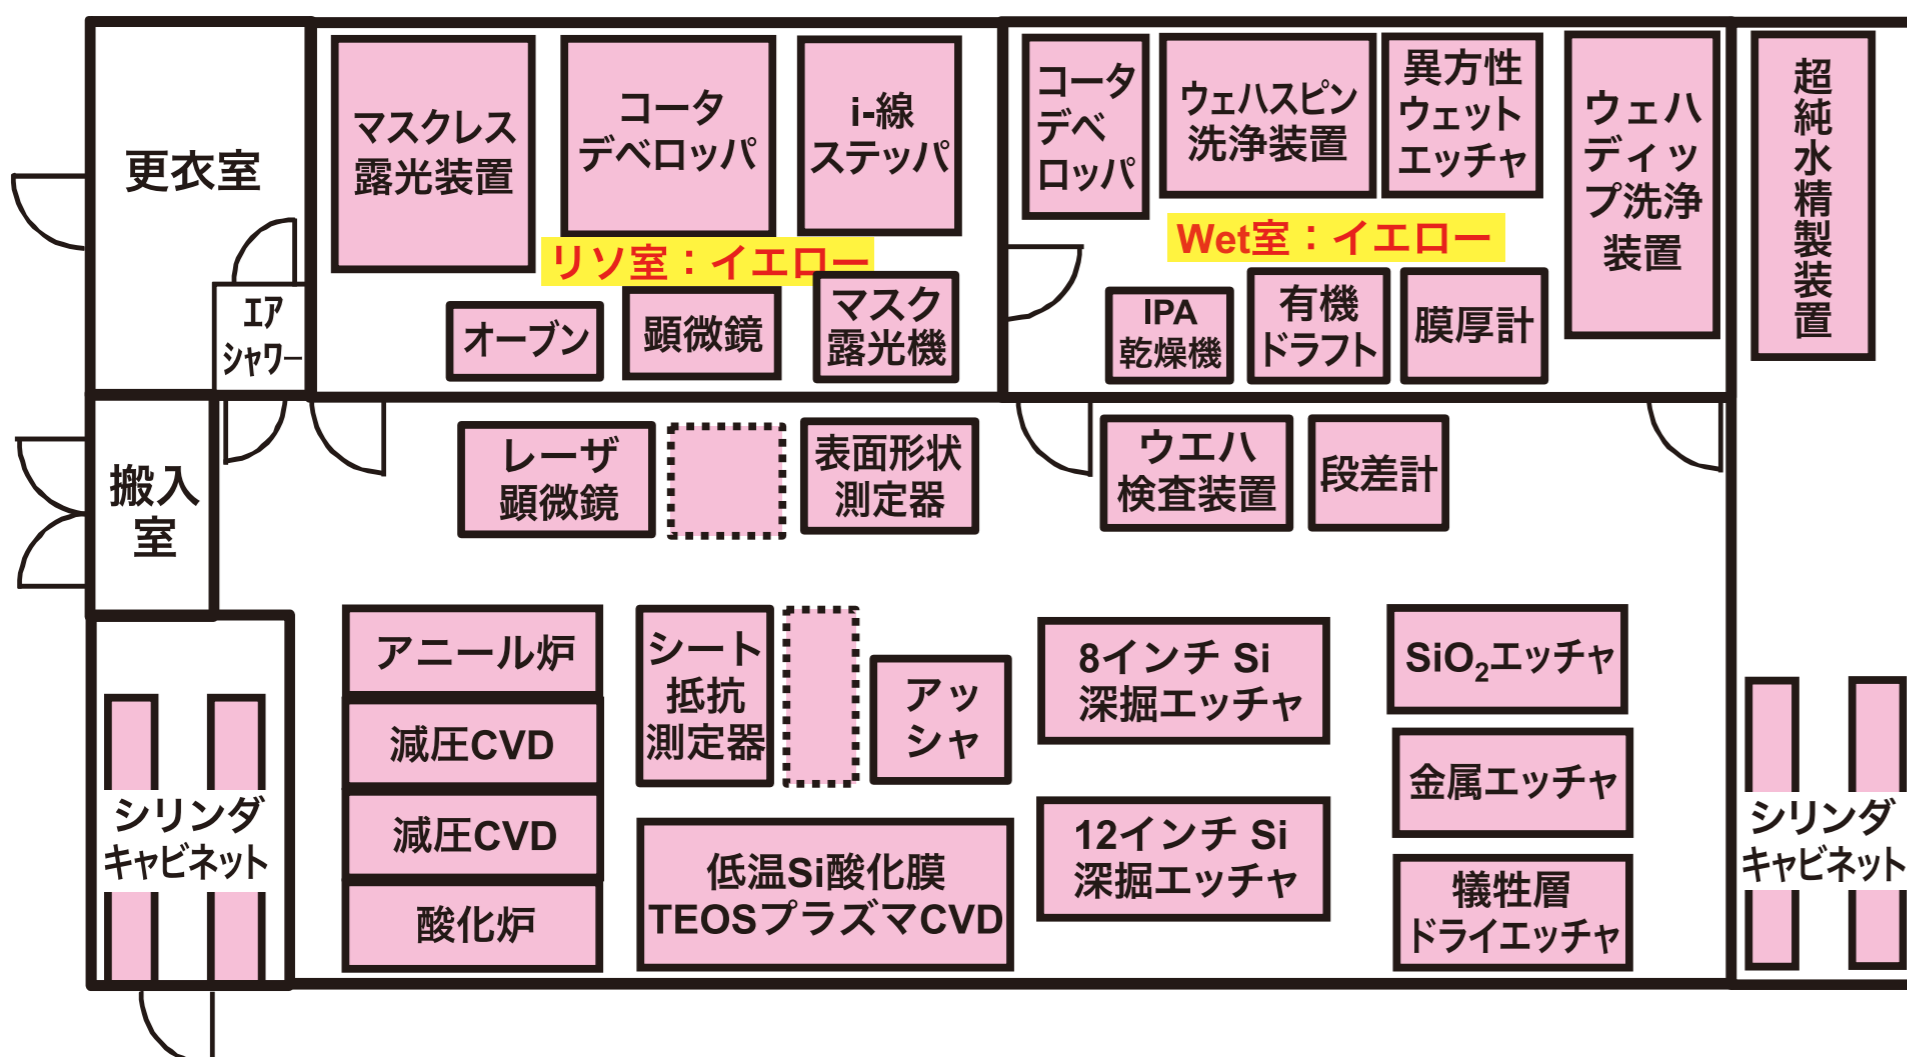 更衣室
エア
シャワー
マスクレス
露光装置
コータ
デベロッパ
i-線
ステッパ
リソ室：イエロー
オーブン
顕微鏡
マスク
露光機
コータ
デベ
ロッパ
ウェハスピン
洗浄装置
異方性
ウェット
エッチャ
ウェハ
ディッ
プ洗浄
装置
Wet室：イエロー
IPA
乾燥機
有機
ドラフト
膜厚計
超純水精製装置
搬入
室
レーザ
顕微鏡
表面形状
測定器
ウエハ
検査装置
段差計
アニール炉
減圧CVD
減圧CVD
酸化炉
シート
抵抗
測定器
アッ
シャ
低温Si酸化膜
TEOSプラズマCVD
8インチ Si
深掘エッチャ
12インチ Si
深掘エッチャ
SiO₂エッチャ
金属エッチャ
犠牲層
ドライエッチャ
シリンダ
キャビネット
シリンダ
キャビネット